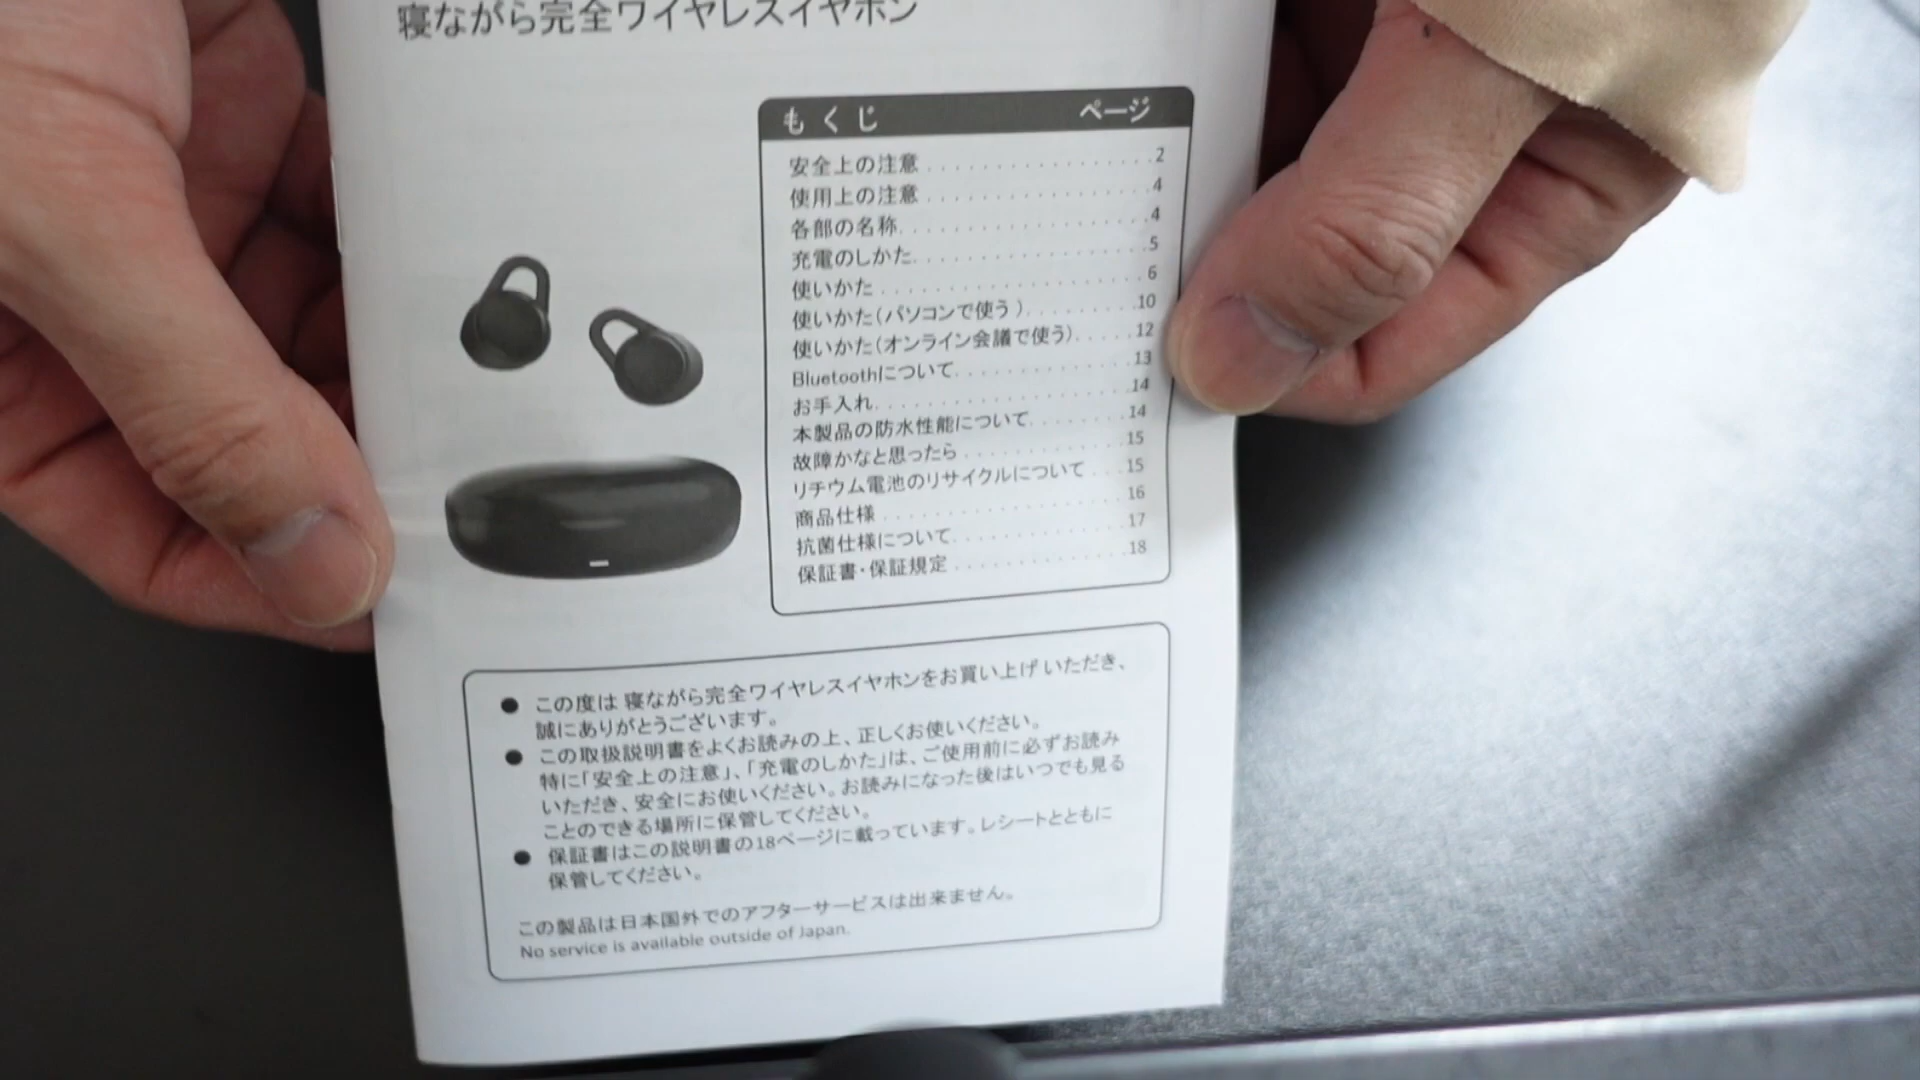 寝ながら完全ワイヤレスイヤホン
もくじ ページ
安全上の注意 . . . . . . . . . . . . . . . . . . 2
使用上の注意 . . . . . . . . . . . . . . . . . . 4
各部の名称. . . . . . . . . . . . . . . . . . . 4
充電のしかた. . . . . . . . . . . . . . . . . . 5
使いかた . . . . . . . . . . . . . . . . . . . . 6
使いかた(パソコンで使う). . . . . . . . .10
使いかた(オンライン会議で使う). . . . .12
Bluetoothについて. . . . . . . . . . . . . .13
お手入れ. . . . . . . . . . . . . . . . . . . .14
本製品の防水性能について. . . . . . . .14
故障かなと思ったら . . . . . . . . . . . . .15
リチウム電池のリサイクルについて . . .15
商品仕様 . . . . . . . . . . . . . . . . . . .16
抗菌仕様について. . . . . . . . . . . . . .17
保証書・保証規定 . . . . . . . . . . . . . .18
● この度は 寝ながら完全ワイヤレスイヤホンをお買い上げ いただき、
誠にありがとうございます。
● この取扱説明書をよくお読みの上、正しくお使いください。
特に「安全上の注意」、「充電のしかた」は、ご使用前に必ずお読み
いただき、安全にお使いください。お読みになった後はいつでも見る
ことのできる場所に保管してください。
● 保証書はこの説明書の18ページに載っています。レシートとともに
保管してください。
この製品は日本国外でのアフターサービスは出来ません。
No service is available outside of Japan.